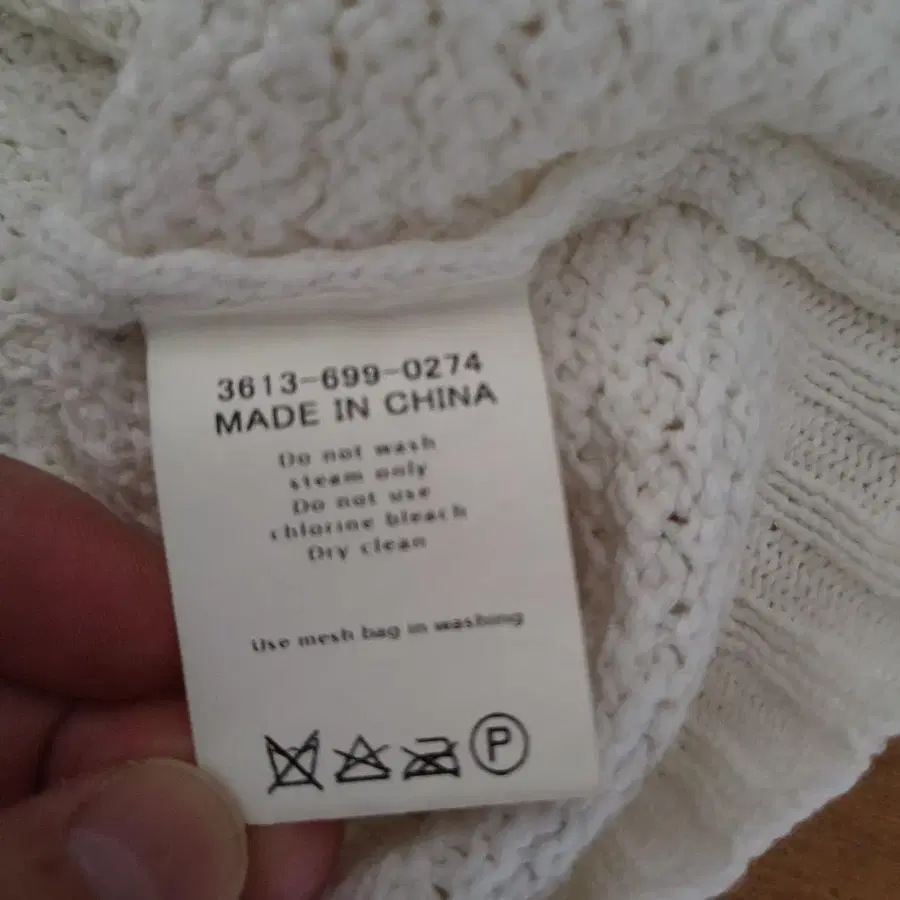 3613-699-0274
MADE IN CHINA
Do not wash
steam only
Do not use
chlorine bleach
Dry clean
Use mesh bag in washing
P